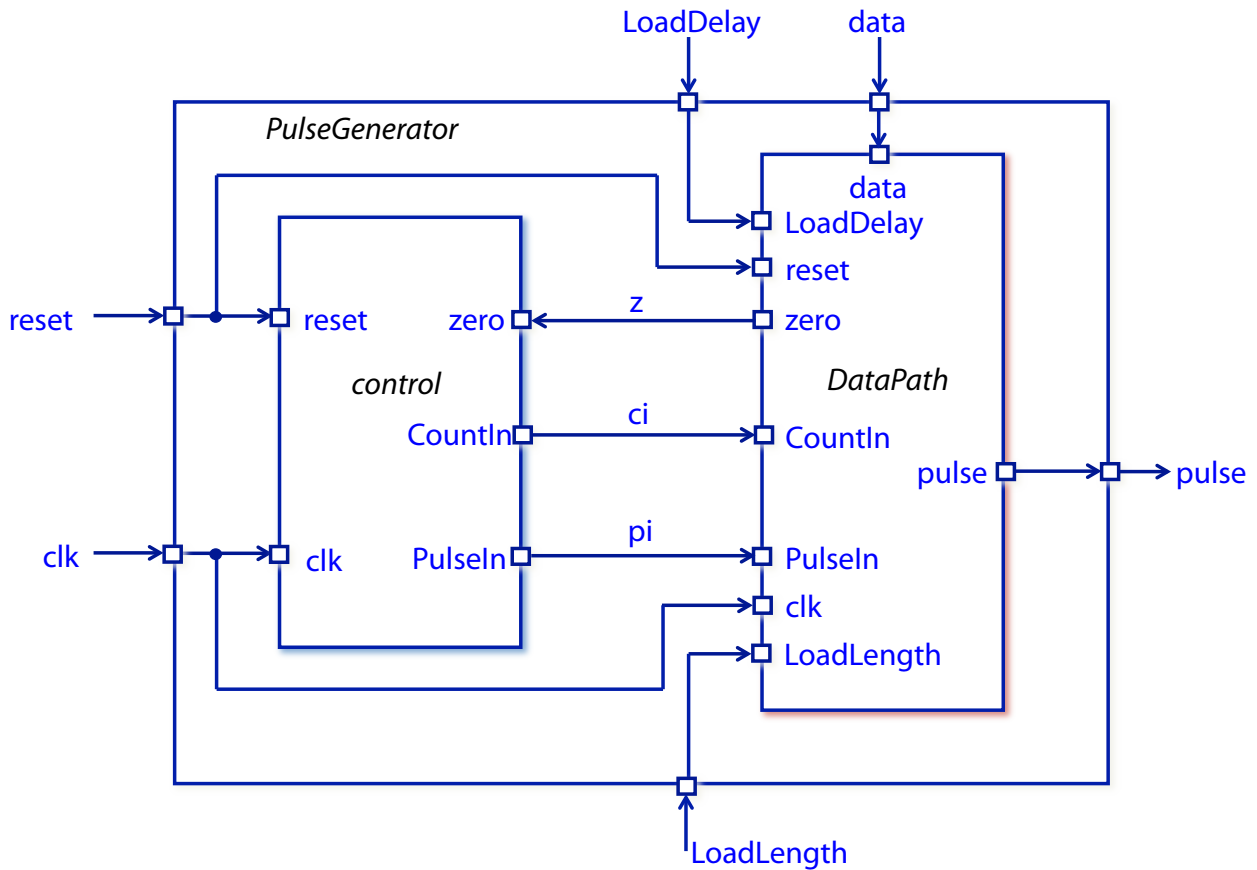 LoadDelay
data
PulseGenerator
data
LoadDelay
reset
reset
reset
zero
z
zero
control
DataPath
CountIn
ci
CountIn
pulse
pulse
clk
clk
PulseIn
pi
PulseIn
clk
LoadLength
LoadLength